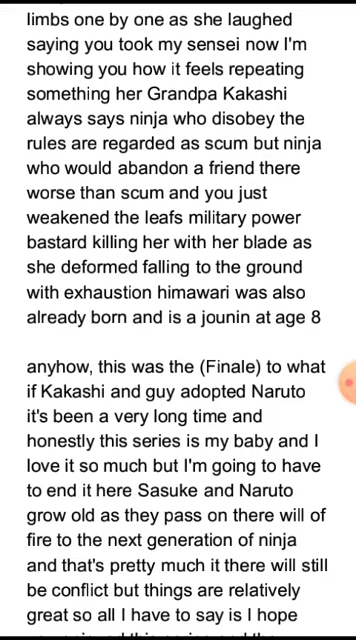 limbs one by one as she laughed
saying you took my sensei now I'm
showing you how it feels repeating
something her Grandpa Kakashi
always says ninja who disobey the
rules are regarded as scum but ninja
who would abandon a friend there
worse than scum and you just
weakened the leafs military power
bastard killing her with her blade as
she deformed falling to the ground
with exhaustion himawari was also
already born and is a jounin at age 8
anyhow, this was the (Finale) to what
if Kakashi and guy adopted Naruto
it's been a very long time and
honestly this series is my baby and I
love it so much but I'm going to have
to end it here Sasuke and Naruto
grow old as they pass on there will of
fire to the next generation of ninja
and that's pretty much it there will still
be conflict but things are relatively
great so all I have to say is I hope